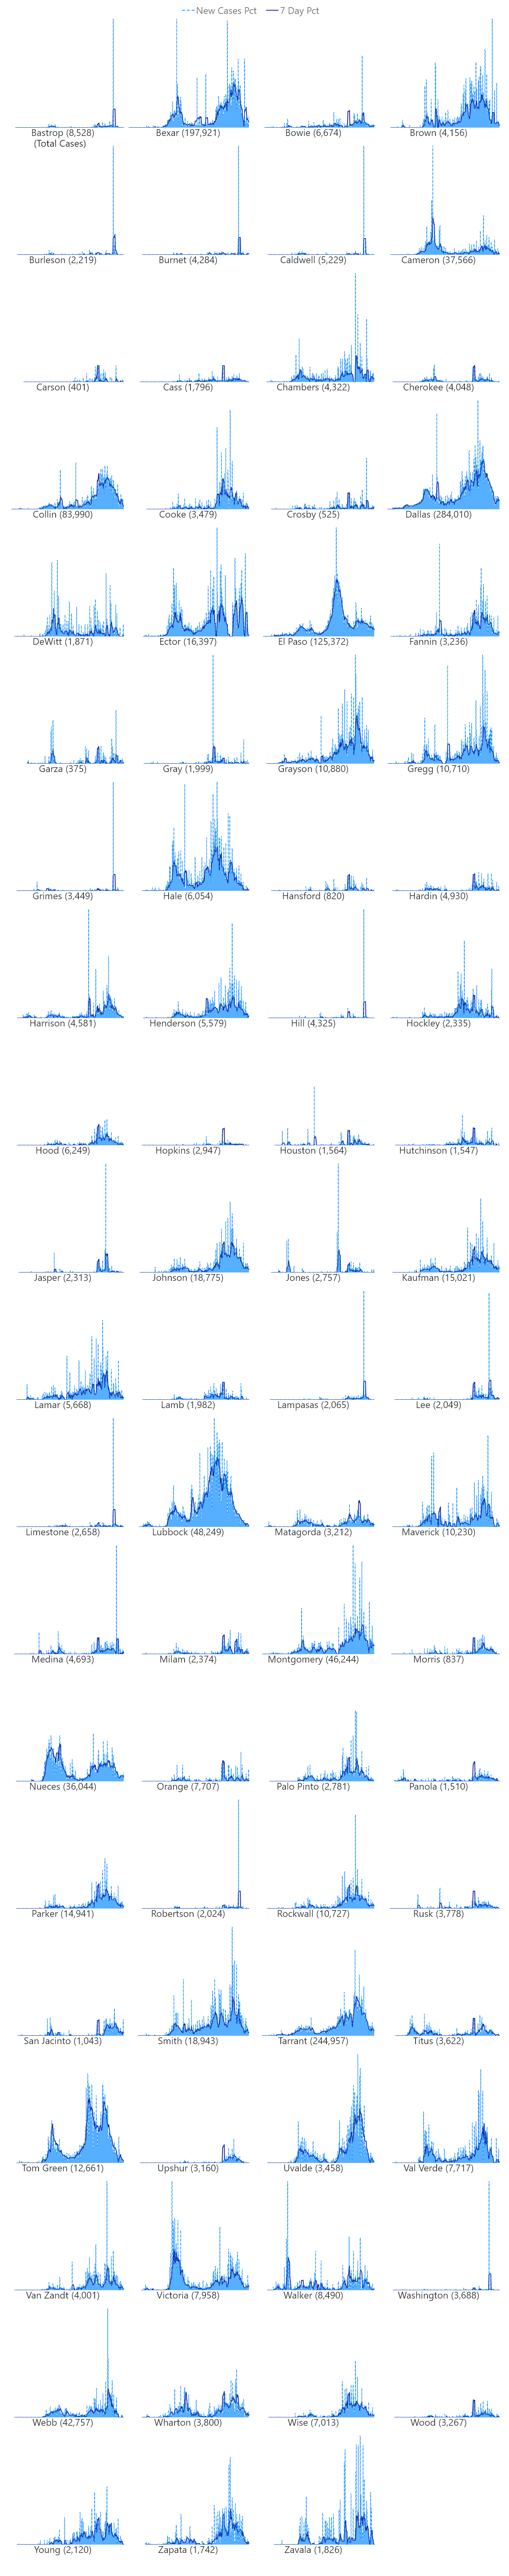 New Cases Pct 7 Day Pct
Bastrop (8,528) Bexar (197,921) Bowie (6,674) Brown (4,156)
(Total Cases)
Burleson (2,219) Burnet (4,284) Caldwell (5,229) Cameron (37,566)
Carson (401) Cass (1,796) Chambers (4,322) Cherokee (4,048)
Collin (83,990) Cooke (3,479) Crosby (525) Dallas (284,010)
DeWitt (1,871) Ector (16,397) El Paso (125,372) Fannin (3,236)
Garza (375) Gray (1,999) Grayson (10,880) Gregg (10,710)
Grimes (3,449) Hale (6,054) Hansford (820) Hardin (4,930)
Harrison (4,581) Henderson (5,579) Hill (4,325) Hockley (2,335)
Hood (6,249) Hopkins (2,947) Houston (1,564) Hutchinson (1,547)
Jasper (2,313) Johnson (18,775) Jones (2,757) Kaufman (15,021)
Lamar (5,668) Lamb (1,982) Lampasas (2,065) Lee (2,049)
Limestone (2,658) Lubbock (48,249) Matagorda (3,212) Maverick (10,230)
Medina (4,693) Milam (2,374) Montgomery (46,244) Morris (837)
Nueces (36,044) Orange (7,707) Palo Pinto (2,781) Panola (1,510)
Parker (14,941) Robertson (2,024) Rockwall (10,727) Rusk (3,778)
San Jacinto (1,043) Smith (18,943) Tarrant (244,957) Titus (3,622)
Tom Green (12,661) Upshur (3,160) Uvalde (3,458) Val Verde (7,717)
Van Zandt (4,001) Victoria (7,958) Walker (8,490) Washington (3,688)
Webb (42,757) Wharton (3,800) Wise (7,013) Wood (3,267)
Young (2,120) Zapata (1,742) Zavala (1,826)